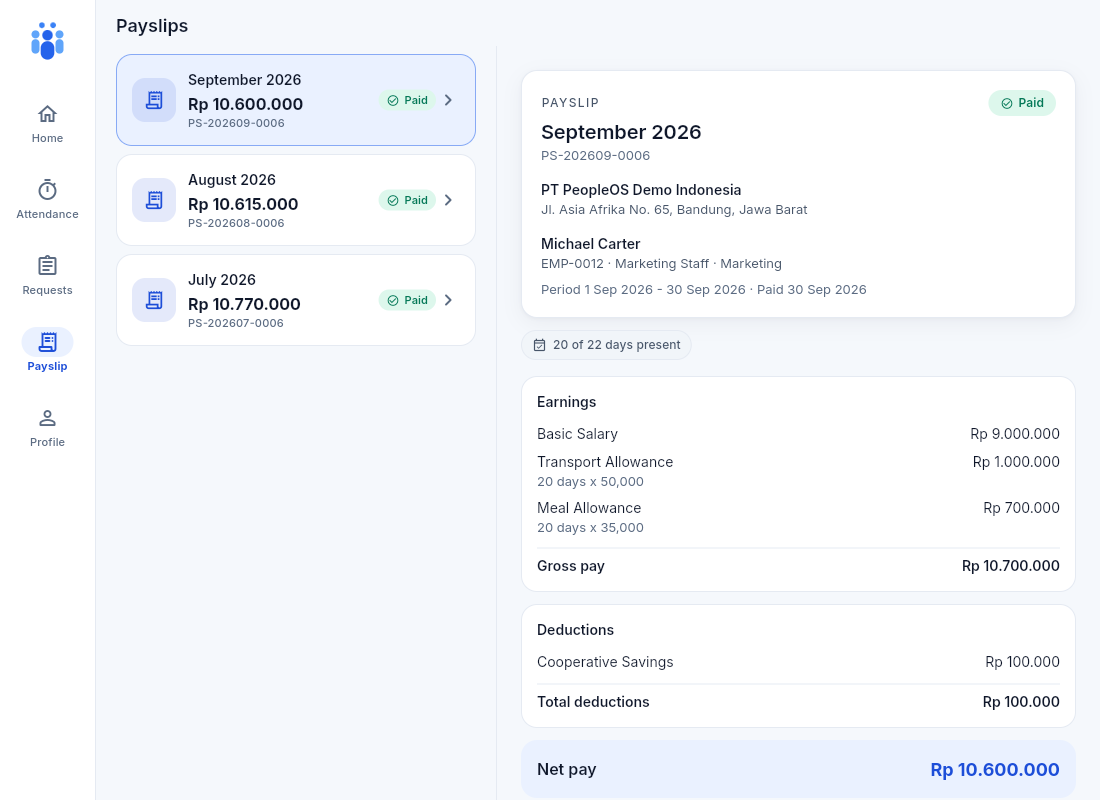 Payslips
Home
Attendance
Requests
Payslip
Profile
September 2026
Rp 10.600.000
PS-202609-0006
Paid
August 2026
Rp 10.615.000
PS-202608-0006
Paid
July 2026
Rp 10.770.000
PS-202607-0006
Paid
PAYSLIP
Paid
September 2026
PS-202609-0006
PT PeopleOS Demo Indonesia
Jl. Asia Afrika No. 65, Bandung, Jawa Barat
Michael Carter
EMP-0012 · Marketing Staff · Marketing
Period 1 Sep 2026 - 30 Sep 2026 · Paid 30 Sep 2026
20 of 22 days present
Earnings
Basic Salary Rp 9.000.000
Transport Allowance Rp 1.000.000
20 days x 50,000
Meal Allowance Rp 700.000
20 days x 35,000
Gross pay Rp 10.700.000
Deductions
Cooperative Savings Rp 100.000
Total deductions Rp 100.000
Net pay Rp 10.600.000